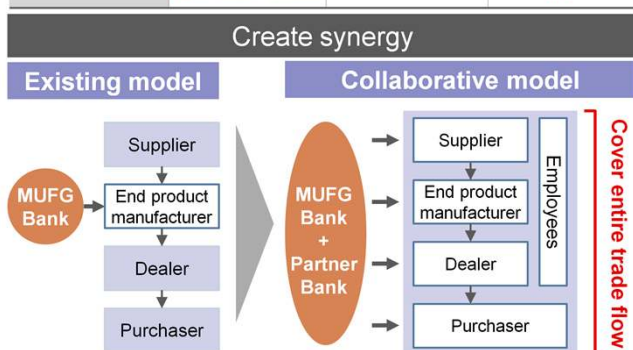 Create synergy
Existing model
Collaborative model
Supplier
MUFG
Bank
End product
manufacturer
Dealer
Purchaser
MUFG
Bank
+
Partner
Bank
Supplier
End product
manufacturer
Dealer
Purchaser
Employees
Cover entire trade flow